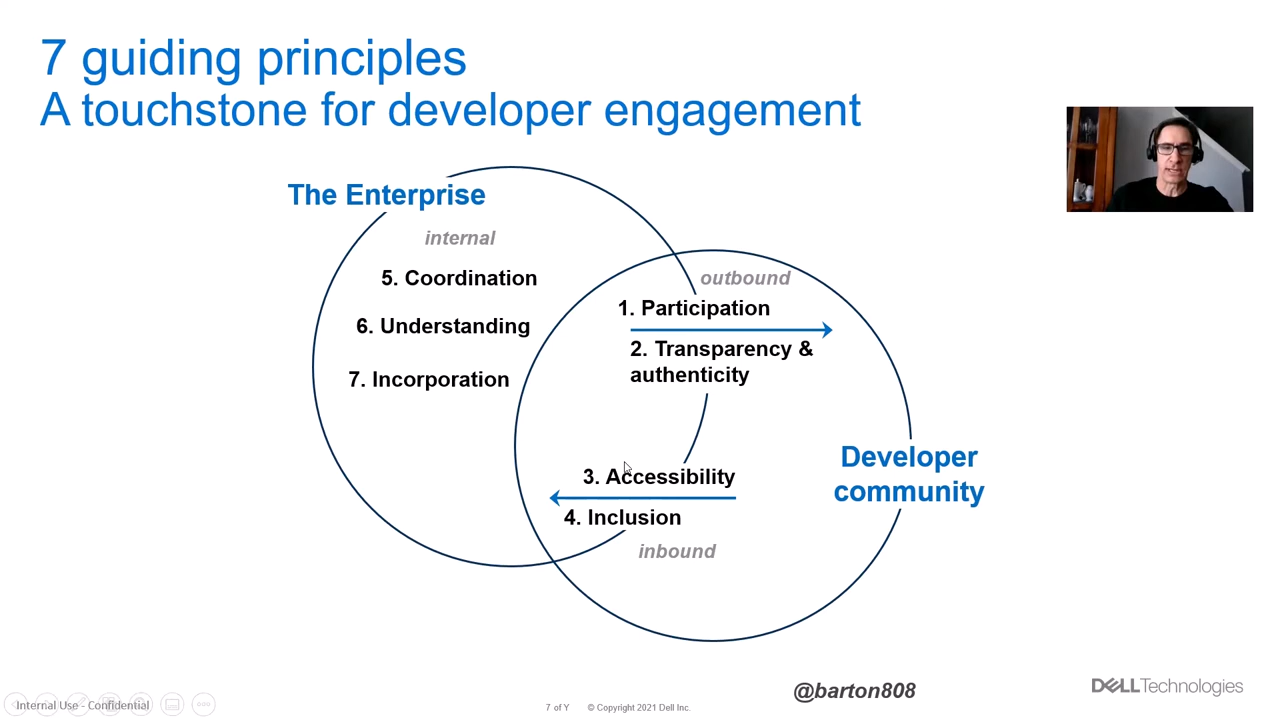 7 guiding principles
A touchstone for developer engagement
The Enterprise
internal
5. Coordination
6. Understanding
7. Incorporation
outbound
1. Participation
2. Transparency &
authenticity
3. Accessibility
4. Inclusion
inbound
Developer
community
@barton808
Internal Use - Confidential
7 of Y
© Copyright 2021 Dell Inc.
DELLTechnologies